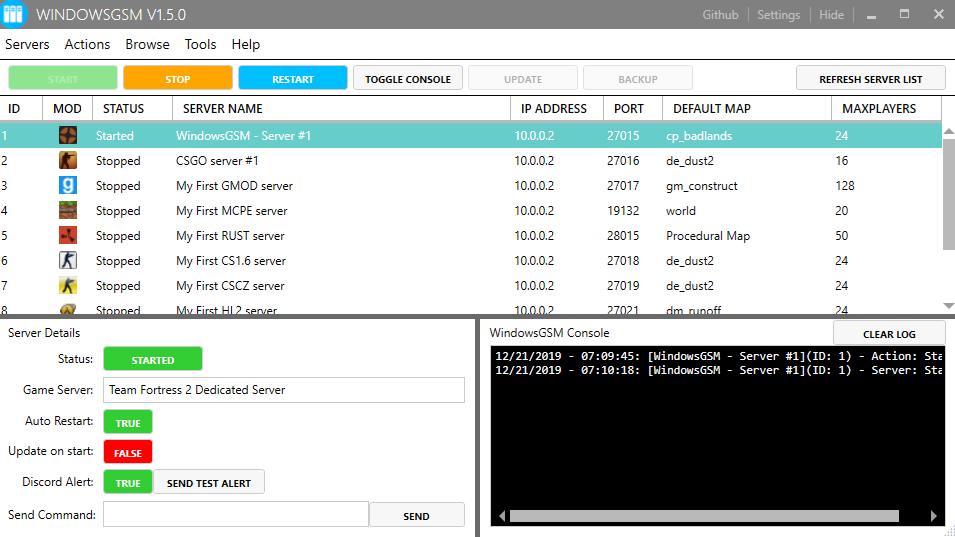 WINDOWSGSM V1.5.0 Github Settings Hide
Servers Actions Browse Tools Help
START STOP RESTART TOGGLE CONSOLE UPDATE BACKUP REFRESH SERVER LIST
ID MOD STATUS SERVER NAME IP ADDRESS PORT DEFAULT MAP MAXPLAYERS
1 Started WindowsGSM - Server #1 10.0.0.2 27015 cp_badlands 24
2 Stopped CSGO server #1 10.0.0.2 27016 de_dust2 16
3 Stopped My First GMOD server 10.0.0.2 27017 gm_construct 128
4 Stopped My First MCPE server 10.0.0.2 19132 world 20
5 Stopped My First RUST server 10.0.0.2 28015 Procedural Map 50
6 Stopped My First CS1.6 server 10.0.0.2 27018 de_dust2 24
7 Stopped My First CSCZ server 10.0.0.2 27019 de_dust2 24
8 Stopped My First HL2 server 10.0.0.2 27021 dm_runoff 24
Server Details
Status: STARTED
Game Server: Team Fortress 2 Dedicated Server
Auto Restart: TRUE
Update on start: FALSE
Discord Alert: TRUE SEND TEST ALERT
Send Command: SEND
WindowsGSM Console CLEAR LOG
12/21/2019 - 07:09:45: [WindowsGSM - Server #1](ID: 1) - Action: Sta
12/21/2019 - 07:10:18: [WindowsGSM - Server #1](ID: 1) - Server: Sta